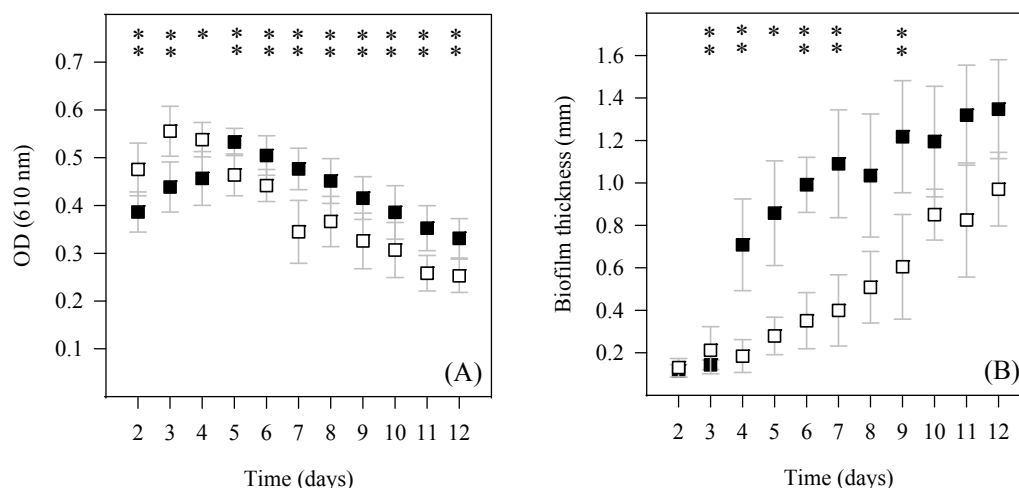 * * * * * * * * * * *
* * * * * * * * * *
0.7
0.6
0.5
0.4
0.3
0.2
0.1
OD (610 nm)
(A)
2 3 4 5 6 7 8 9 10 11 12
Time (days)
* * * * * *
* * * * *
1.6
1.4
1.2
1.0
0.8
0.6
0.4
0.2
Biofilm thickness (mm)
(B)
2 3 4 5 6 7 8 9 10 11 12
Time (days)